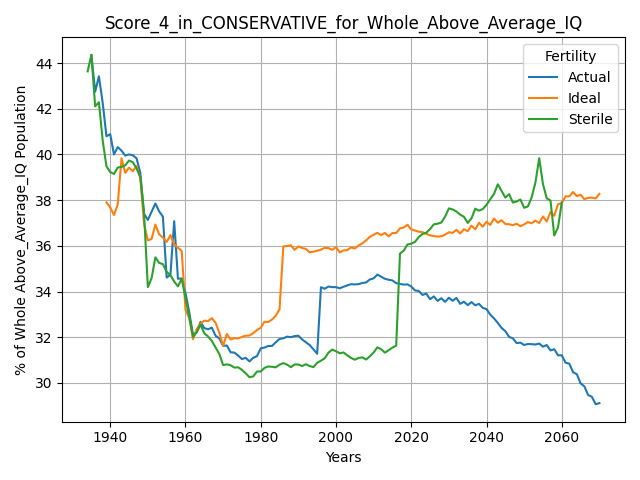 Score_4_in_CONSERVATIVE_for_Whole_Above_Average_IQ
% of Whole Above_Average_IQ Population
44
42
40
38
36
34
32
30
Fertility
Actual
Ideal
Sterile
1940 1960 1980 2000 2020 2040 2060
Years